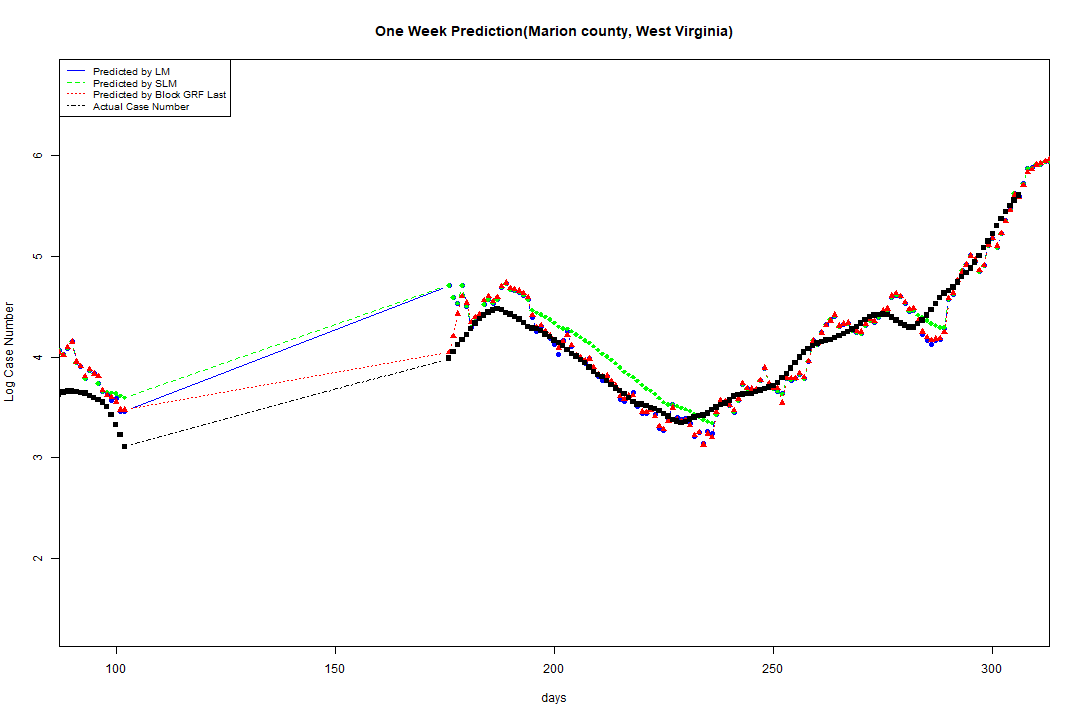 One Week Prediction(Marion county, West Virginia)
Predicted by LM
Predicted by SLM
Predicted by Block GRF Last
Actual Case Number
Log Case Number
6
5
4
3
2
100 150 200 250 300
days